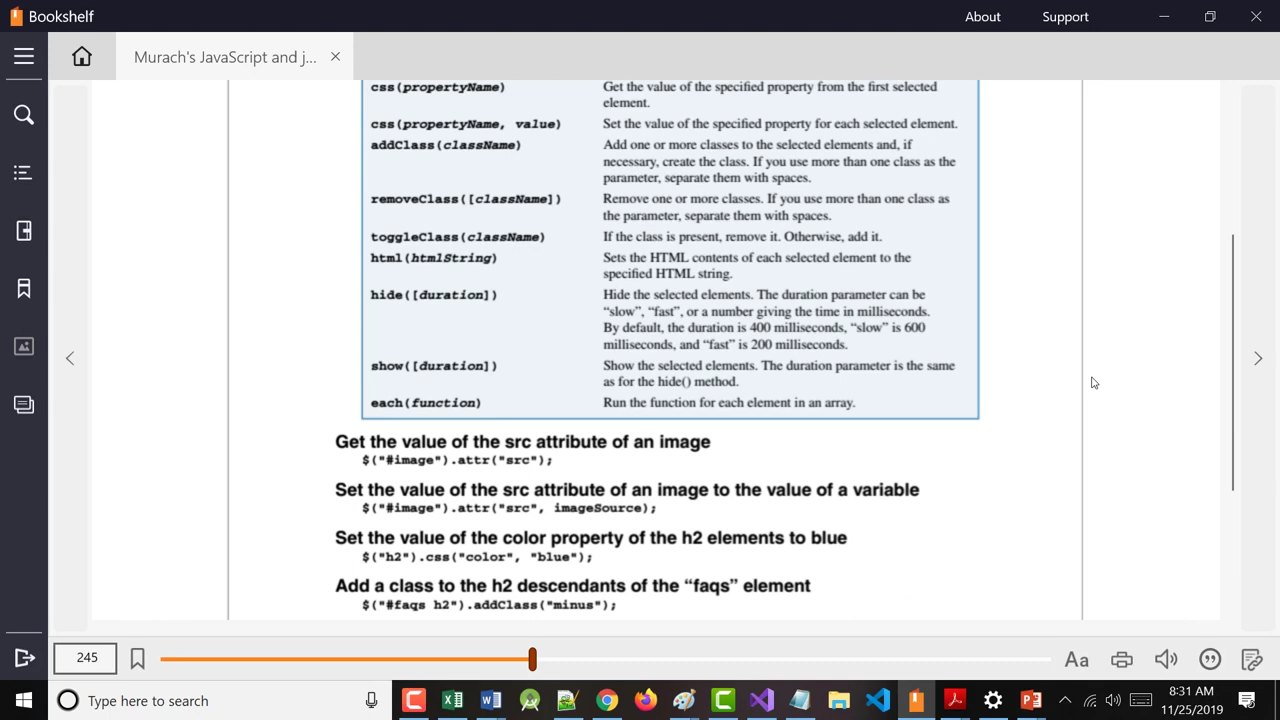 Bookshelf
About
Support
Murach's JavaScript and j...
css(propertyName)
Get the value of the specified property from the first selected
element.
css(propertyName, value)
Set the value of the specified property for each selected element.
addClass(className)
Add one or more classes to the selected elements and, if
necessary, create the class. If you use more than one class as the
parameter, separate them with spaces.
removeClass([className])
Remove one or more classes. If you use more than one class as
the parameter, separate them with spaces.
toggleClass(className)
If the class is present, remove it. Otherwise, add it.
html(htmlString)
Sets the HTML contents of each selected element to the
specified HTML string.
hide([duration])
Hide the selected elements. The duration parameter can be
“slow”, “fast”, or a number giving the time in milliseconds.
By default, the duration is 400 milliseconds, “slow” is 600
milliseconds, and “fast” is 200 milliseconds.
show([duration])
Show the selected elements. The duration parameter is the same
as for the hide() method.
each(function)
Run the function for each element in an array.
Get the value of the src attribute of an image
$("#image").attr("src");
Set the value of the src attribute of an image to the value of a variable
$("#image").attr("src", imageSource);
Set the value of the color property of the h2 elements to blue
$("h2").css("color", "blue");
Add a class to the h2 descendants of the “faqs” element
$("#faqs h2").addClass("minus");
245
Aa
Type here to search
8:31 AM
11/25/2019